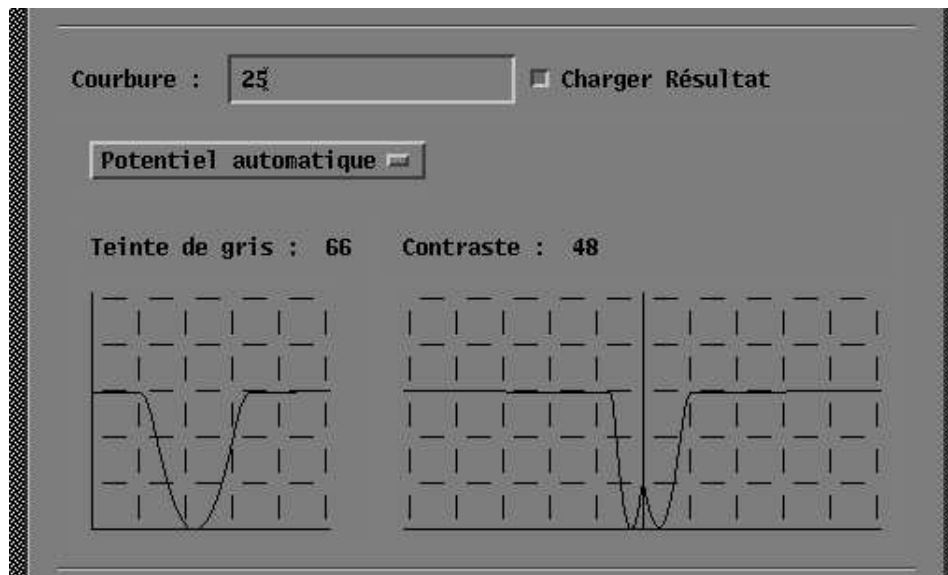 Courbure : 25
Charger Résultat
Potentiel automatique
Teinte de gris : 66
Contraste : 48